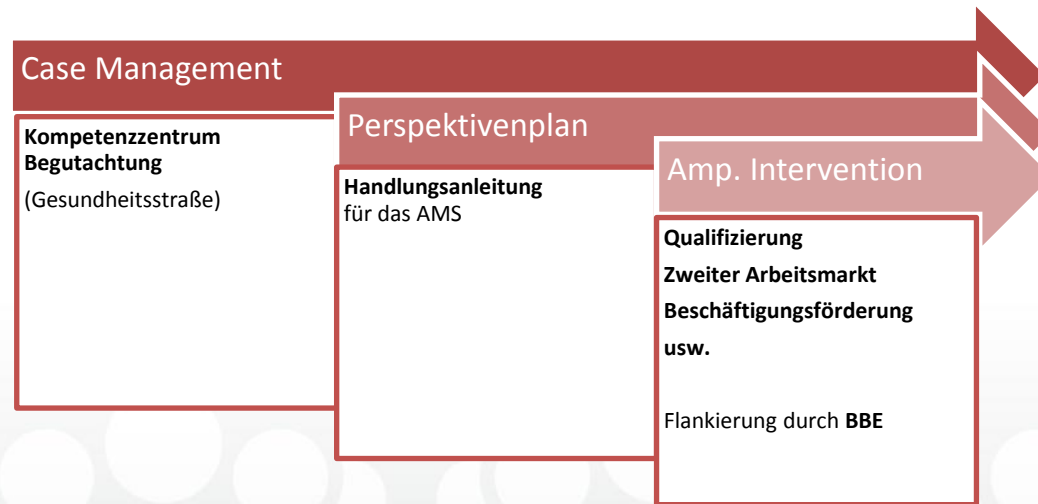 Case Management
Kompetenzzentrum
Begutachtung
(Gesundheitsstraße)
Perspektivenplan
Handlungsanleitung
für das AMS
Amp. Intervention
Qualifizierung
Zweiter Arbeitsmarkt
Beschäftigungsförderung
usw.
Flankierung durch BBE